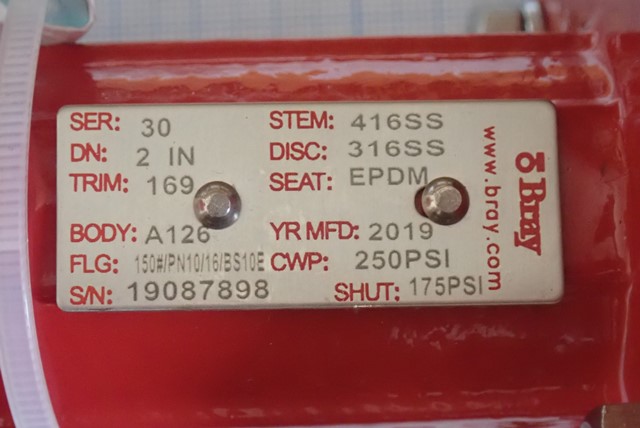 SER: 30
DN: 2 IN
TRIM: 169
BODY: A126
FLG: 150#/PN10/16/BS10E
S/N: 19087898
STEM: 416SS
DISC: 316SS
SEAT: EPDM
YR MFD: 2019
CWP: 250PSI
SHUT: 175PSI
Bray
www.bray.com